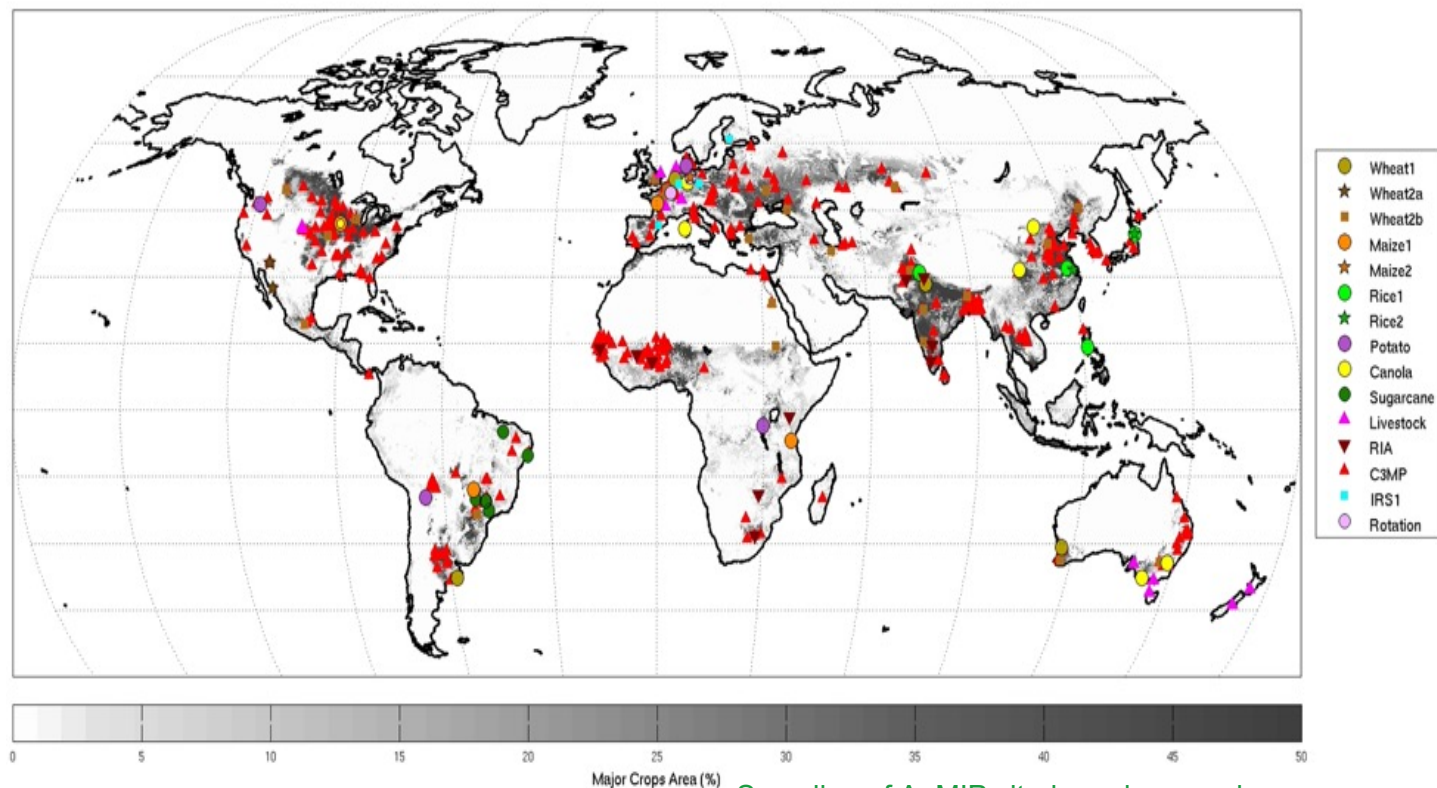 Wheat1
Wheat2a
Wheat2b
Maize1
Maize2
Rice1
Rice2
Potato
Canola
Sugarcane
Livestock
RIA
C3MP
IRS1
Rotation
0 5 10 15 20 25 30 35 40 45 50
Major Crops Area (%)